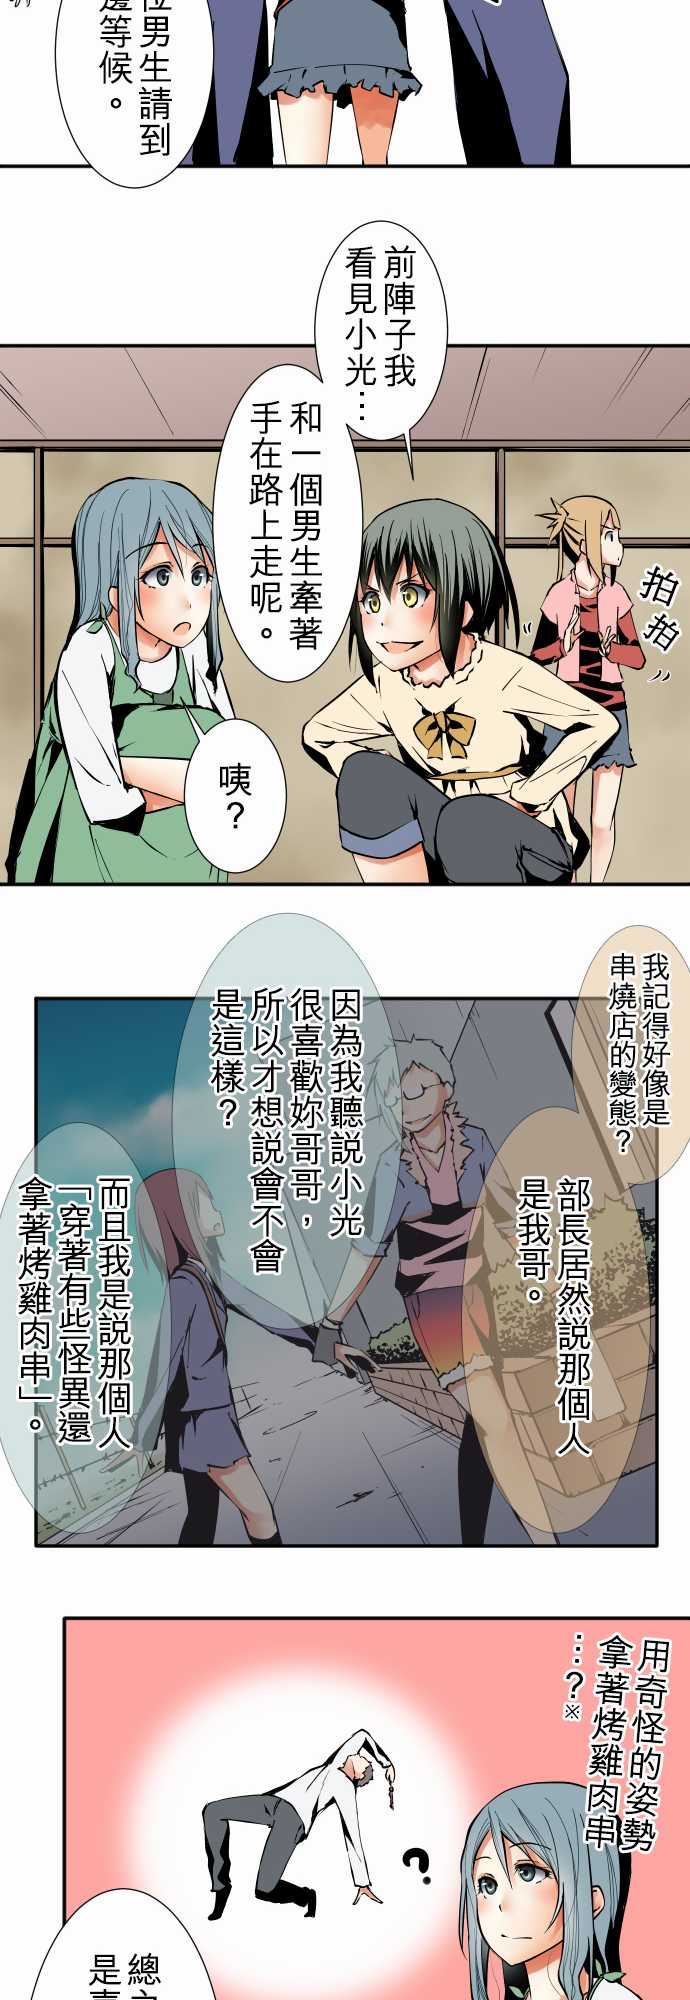 位男生請到
邊等候。
前陣子我
看見小光…
和一個男生牽著
手在路上走呢。
拍拍
咦？
我記得好像是
串燒店的變態？
部長居然說那個人
是我哥。
因為我聽說小光
很喜歡妳哥哥，
所以才想說會不會
是這樣？
而且我是說那個人
「穿著有些怪異還
拿著烤雞肉串」。
用奇怪的姿勢
拿著烤雞肉串
…？※
?
總之
是喜